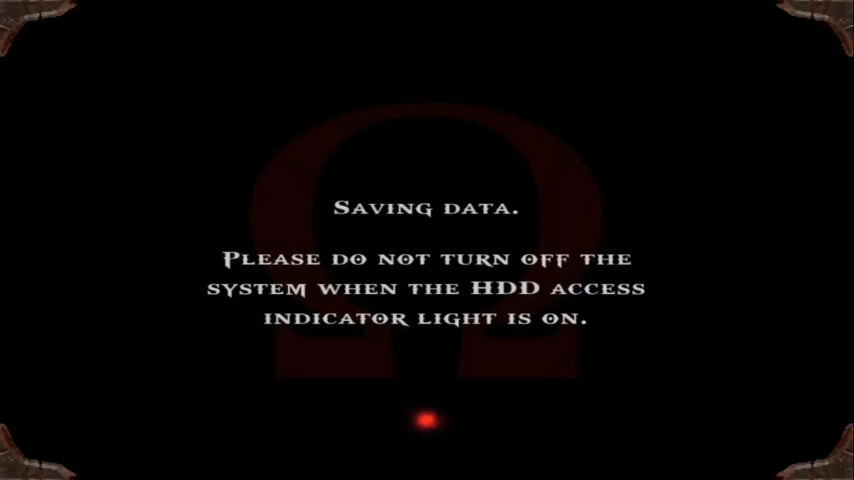 Saving data.
Please do not turn off the
system when the HDD access
indicator light is on.